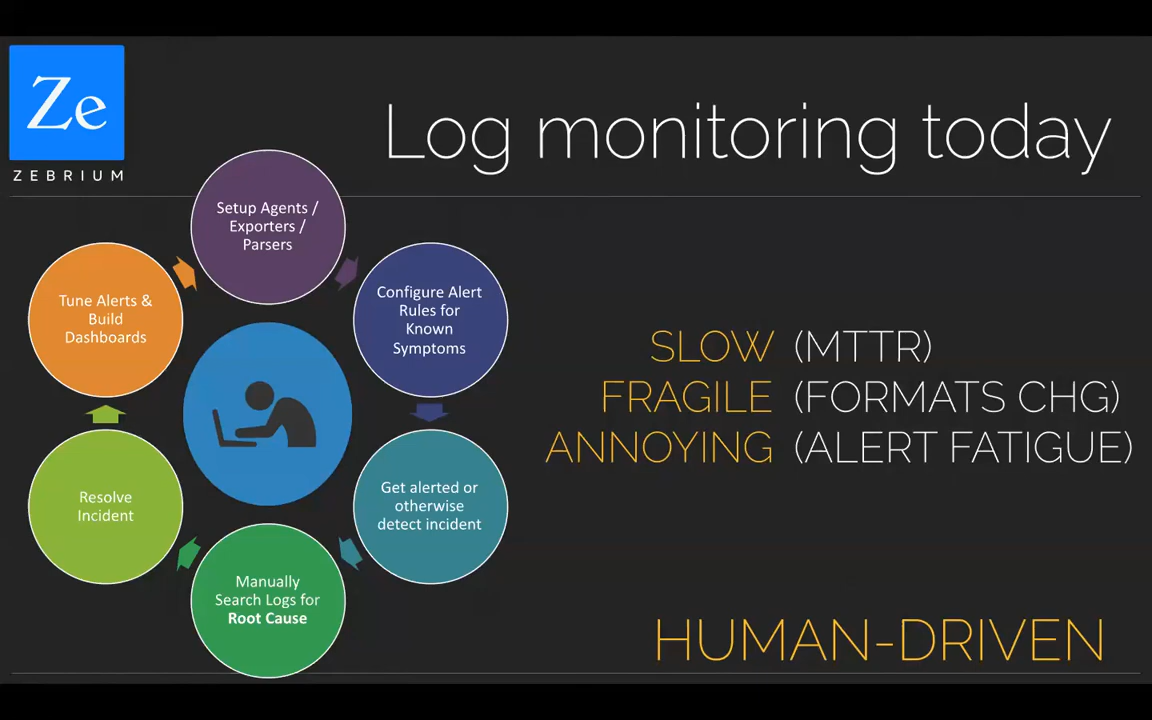 Ze
ZEBRIUM
Log monitoring today
Setup Agents /
Exporters /
Parsers
Configure Alert
Rules for
Known
Symptoms
Get alerted or
otherwise
detect incident
Manually
Search Logs for
Root Cause
Resolve
Incident
Tune Alerts &
Build
Dashboards
SLOW (MTTR)
FRAGILE (FORMATS CHG)
ANNOYING (ALERT FATIGUE)
HUMAN-DRIVEN